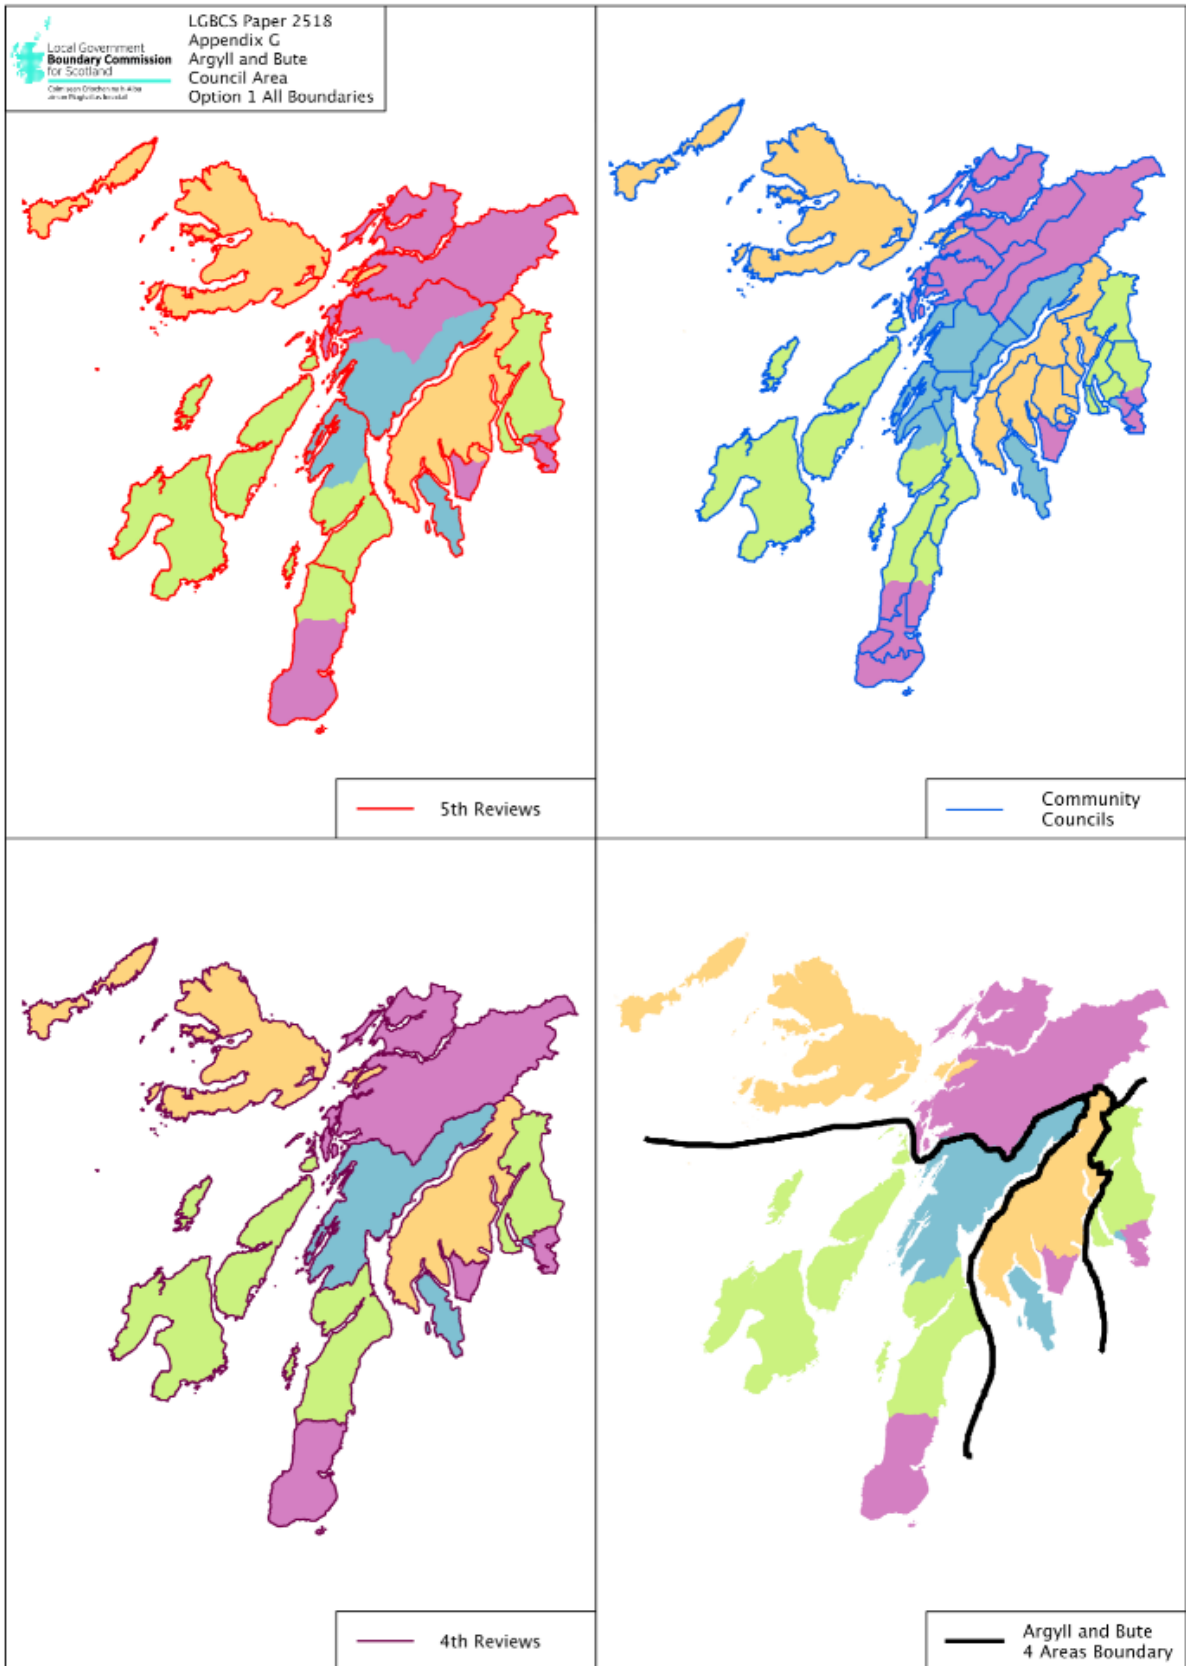 Local Government
Boundary Commission
for Scotland
LGBCS Paper 2518
Appendix G
Argyll and Bute
Council Area
Option 1 All Boundaries
5th Reviews
Community
Councils
4th Reviews
Argyll and Bute
4 Areas Boundary